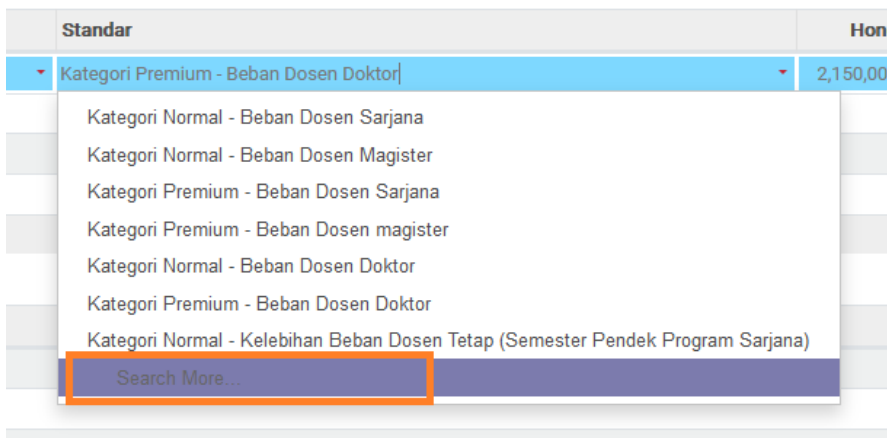 Standar Hon
Kategori Premium - Beban Dosen Doktor 2,150,00
Kategori Normal - Beban Dosen Sarjana
Kategori Normal - Beban Dosen Magister
Kategori Premium - Beban Dosen Sarjana
Kategori Premium - Beban Dosen magister
Kategori Normal - Beban Dosen Doktor
Kategori Premium - Beban Dosen Doktor
Kategori Normal - Kelebihan Beban Dosen Tetap (Semester Pendek Program Sarjana)
Search More...